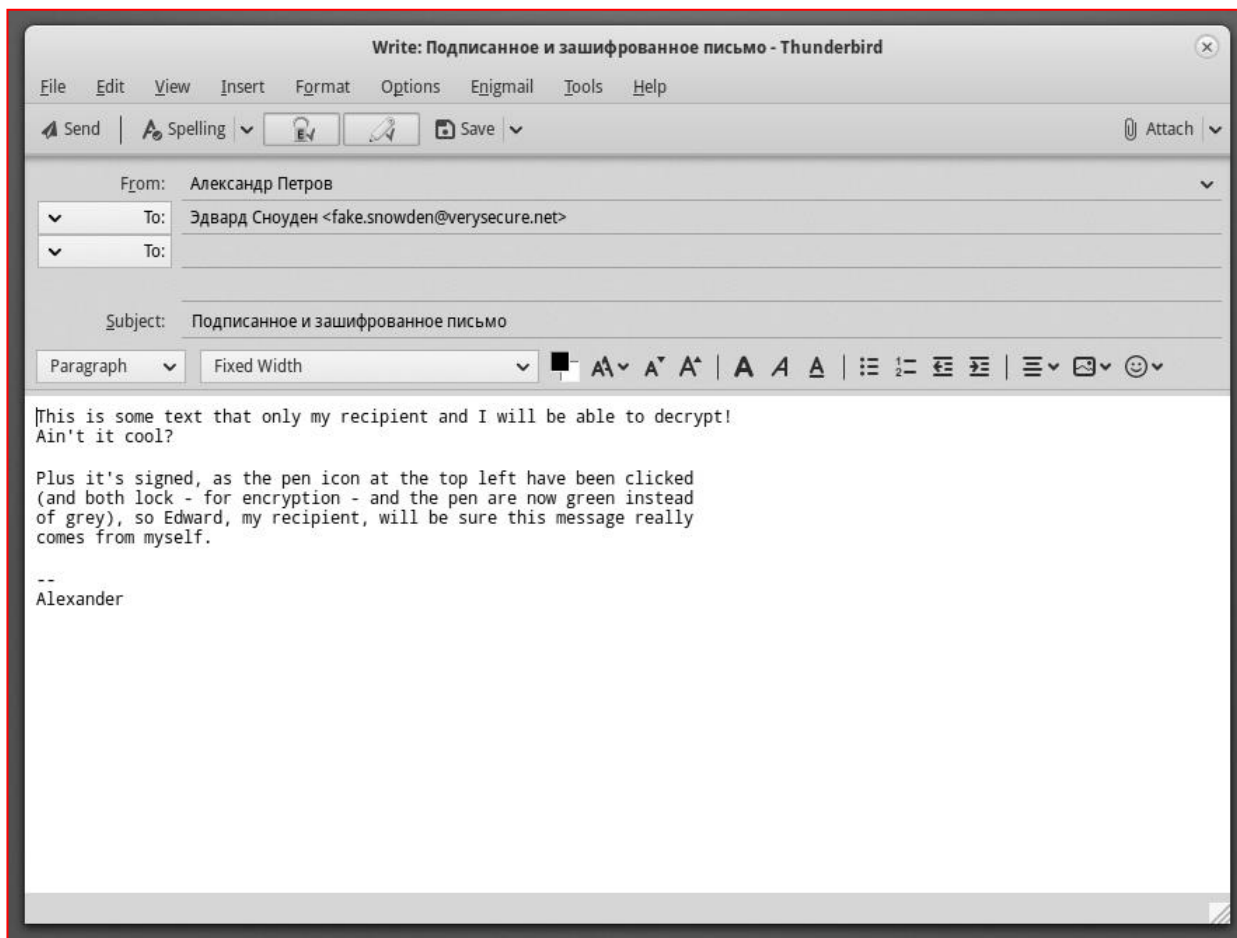 Write: Подписанное и зашифрованное письмо - Thunderbird
File Edit View Insert Format Options Enigmail Tools Help
Send Spelling Save Attach
From: Александр Петров
To: Эдвард Сноуден <fake.snowden@verysecure.net>
To:
Subject: Подписанное и зашифрованное письмо
Paragraph Fixed Width
This is some text that only my recipient and I will be able to decrypt!
Ain't it cool?
Plus it's signed, as the pen icon at the top left have been clicked
(and both lock - for encryption - and the pen are now green instead
of grey), so Edward, my recipient, will be sure this message really
comes from myself.
--
Alexander